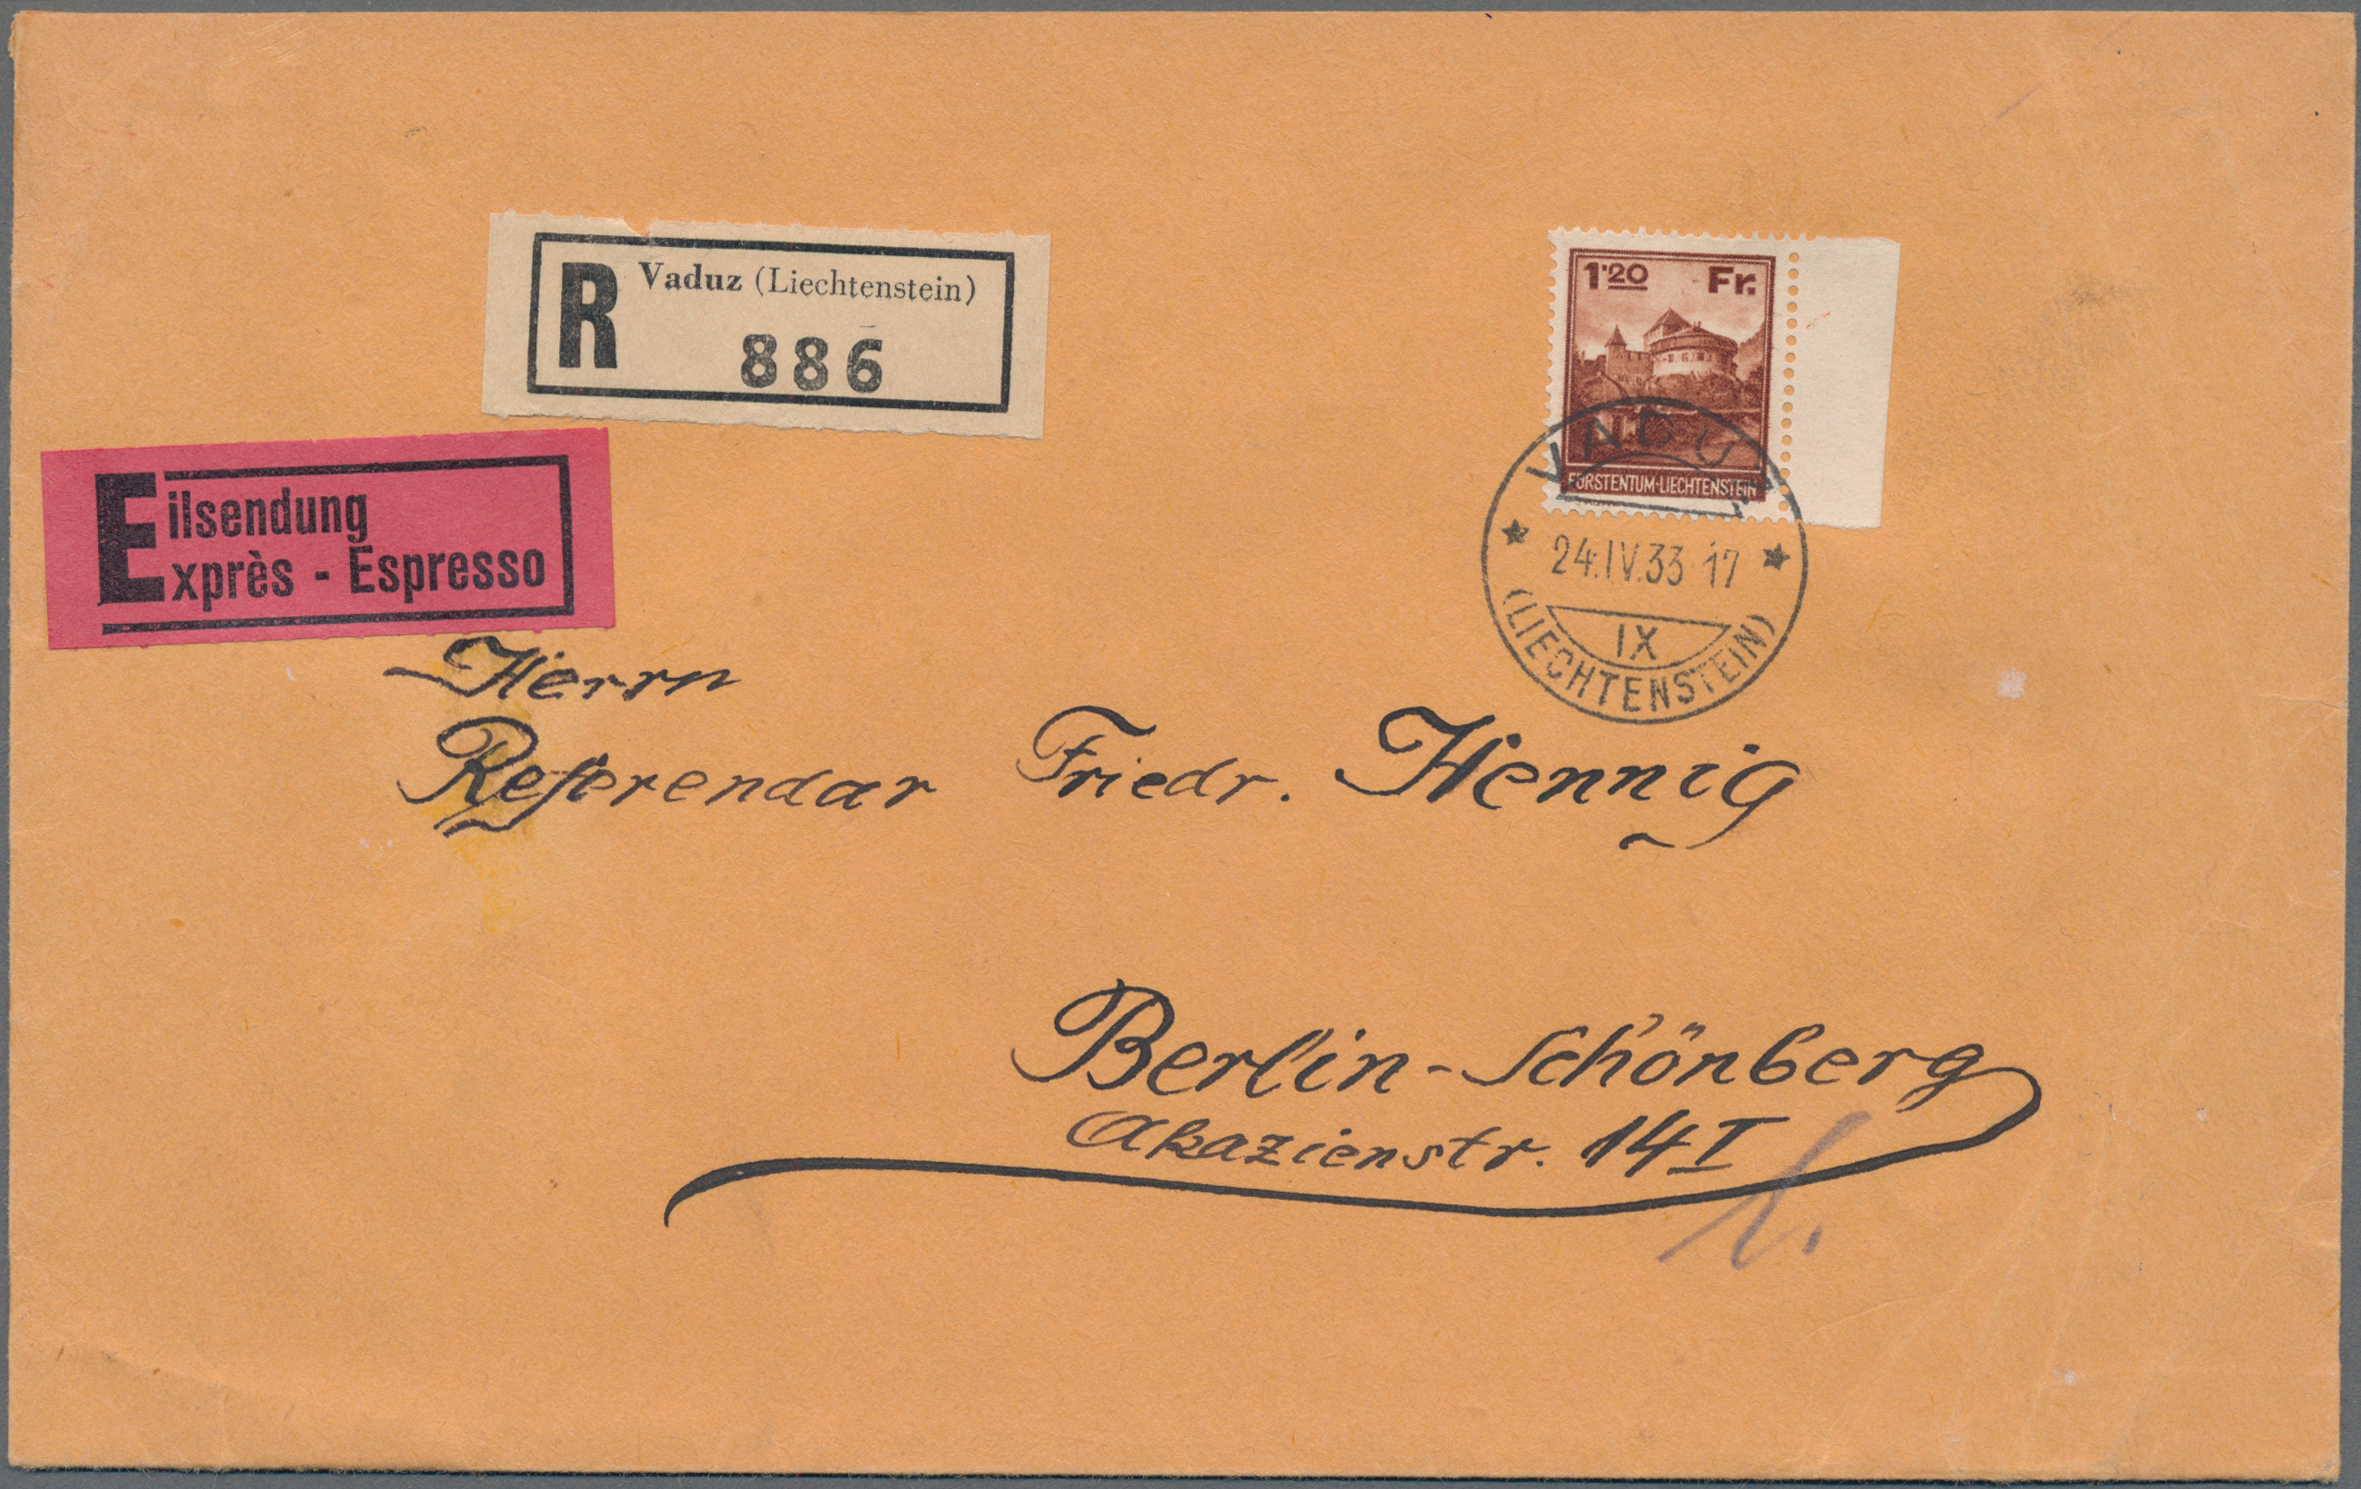 R Vaduz (Liechtenstein)
886
Eilsendung
Exprès - Espresso
1.20 Fr.
FÜRSTENTUM·LIECHTENSTEIN
VADUZ
24.IV.33 17
IX
(LIECHTENSTEIN)
Herrn
Referendar Friedr. Hennig
Berlin-Schönberg
Akazienstr. 14 I